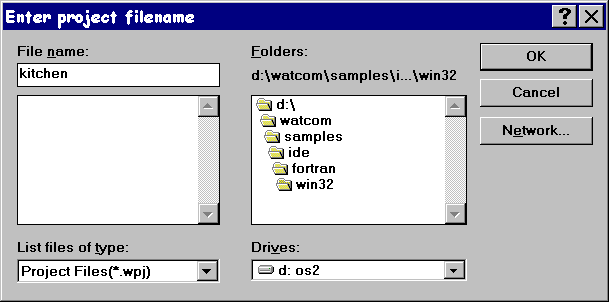 Enter project filename
File name:
kitchen
List files of type:
Project Files(*.wpj)
Folders:
d:\watcom\samples\i...\win32
d:\
watcom
samples
ide
fortran
win32
Drives:
d: os2
OK
Cancel
Network...